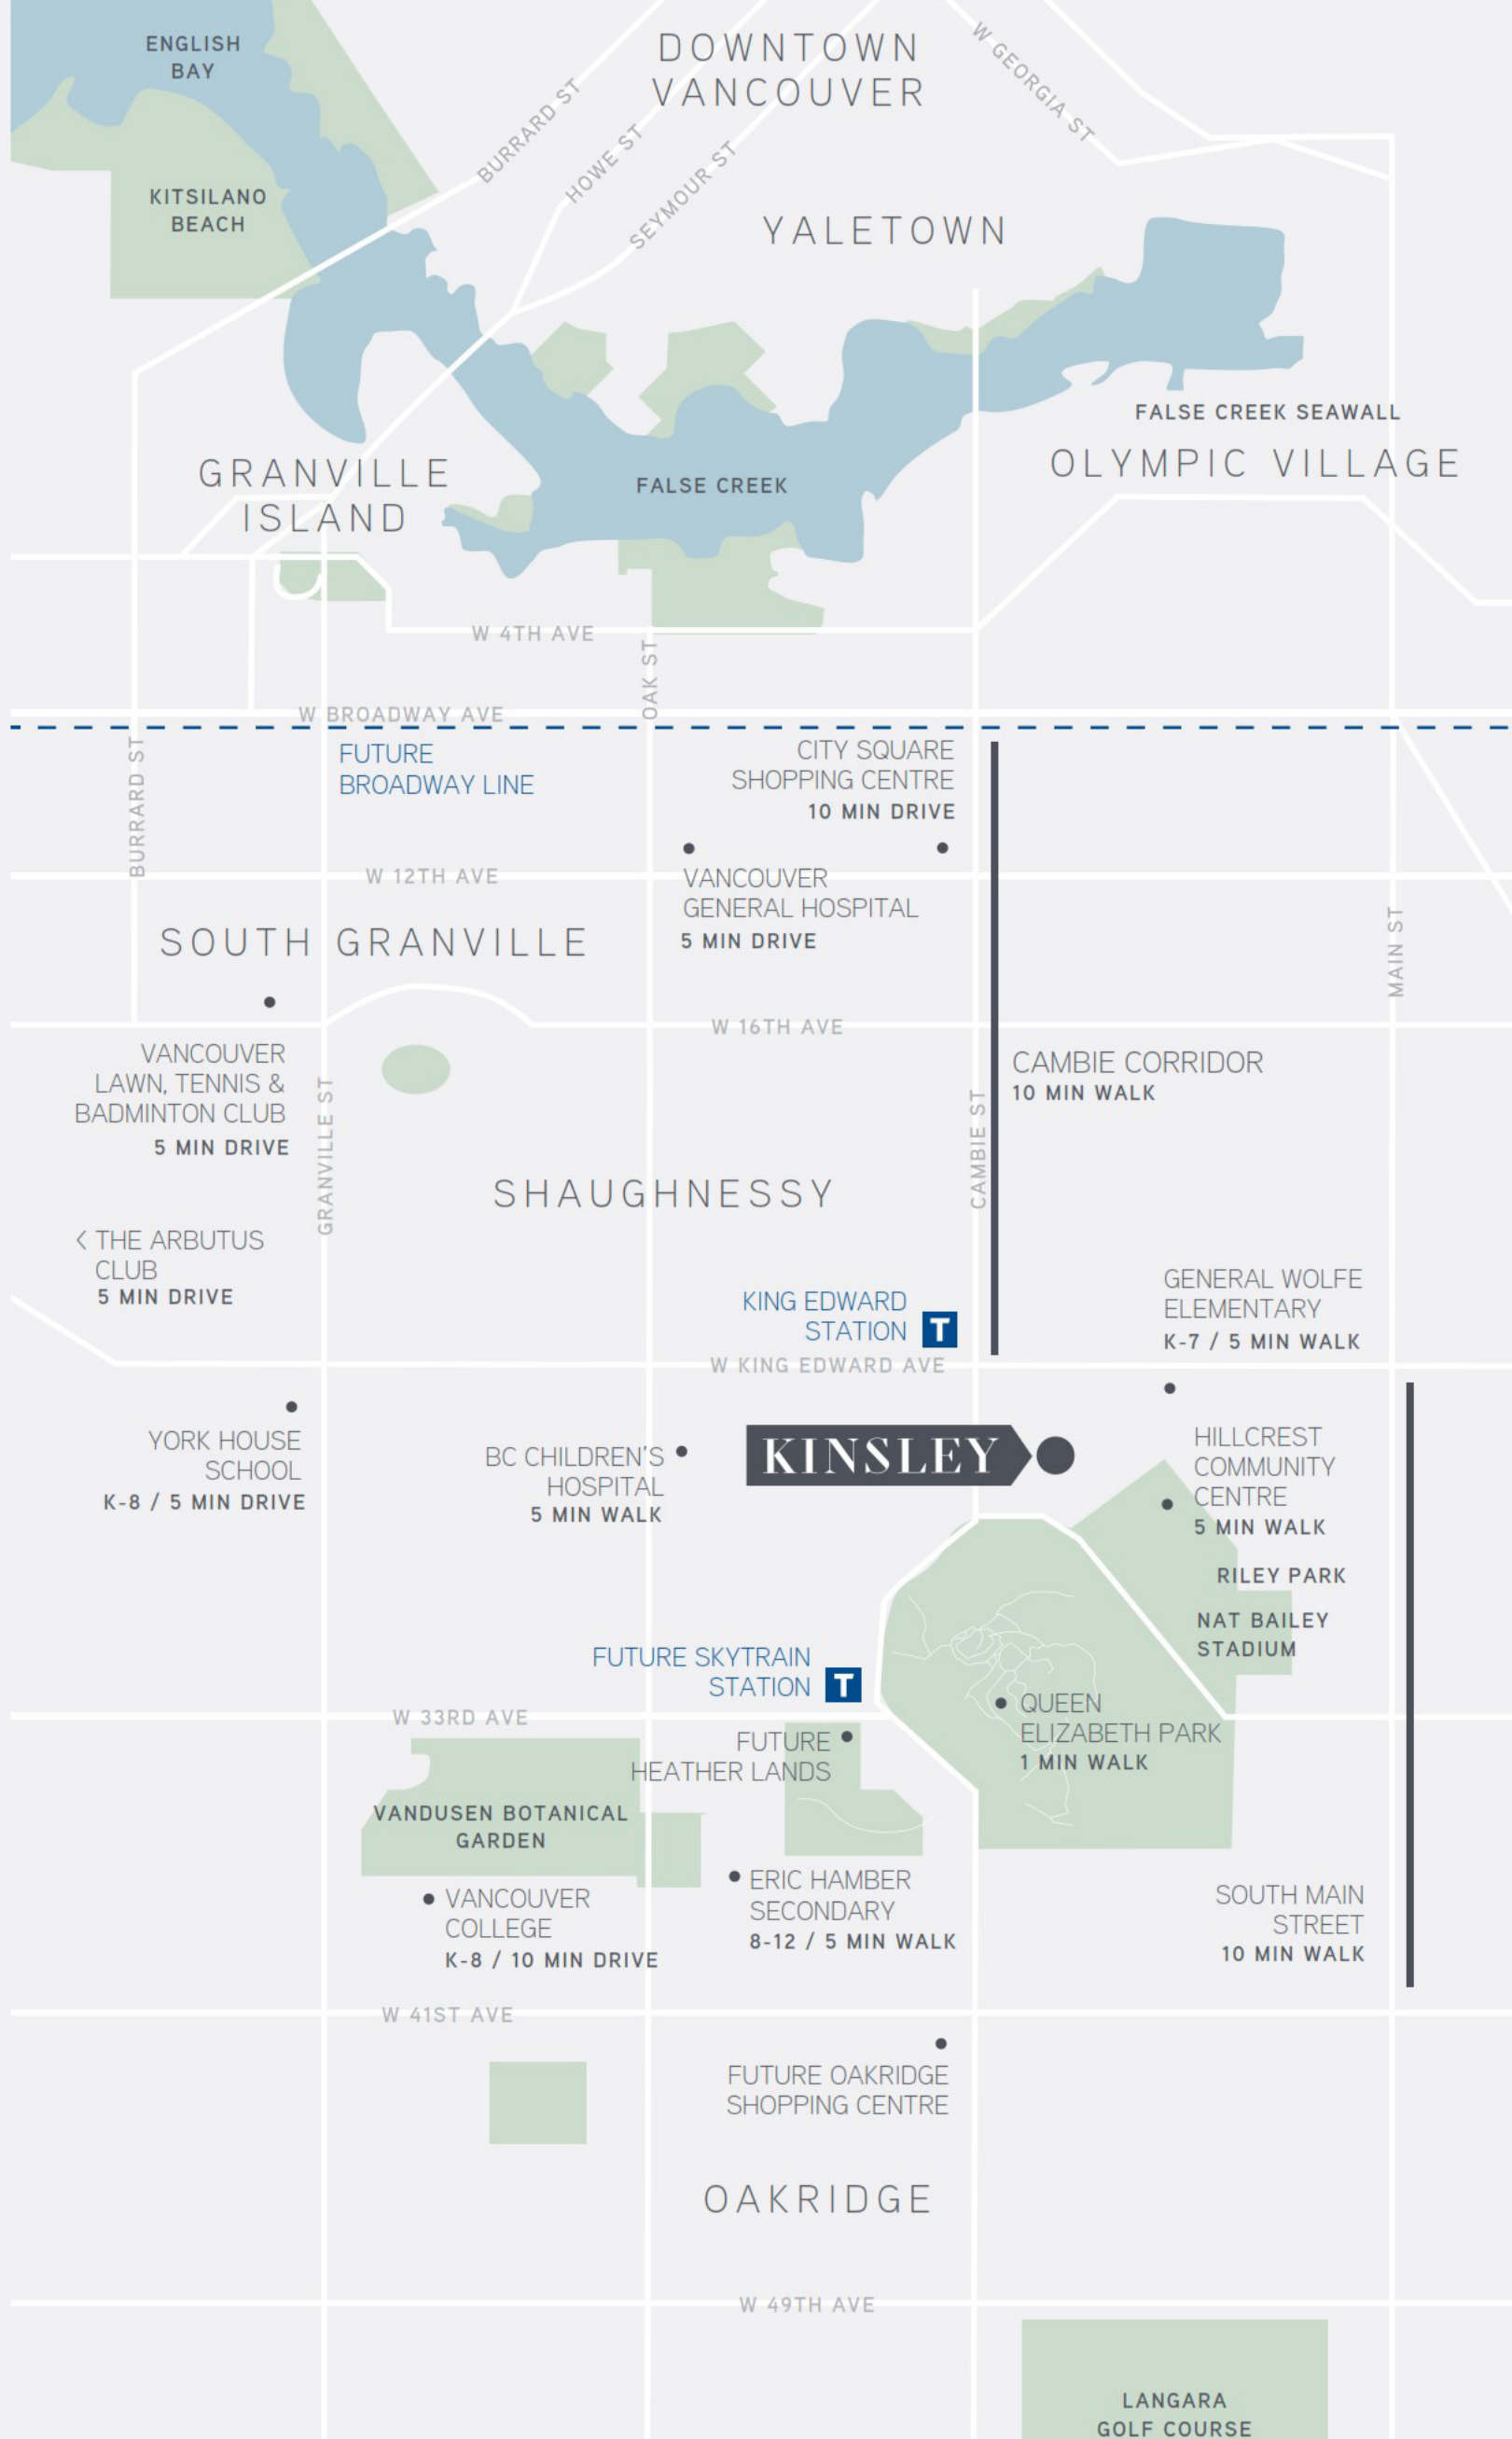 ENGLISH
BAY
DOWNTOWN
VANCOUVER
W GEORGIA ST
BURRARD ST
HOWE ST
SEYMOUR ST
KITSILANO
BEACH
YALETOWN
FALSE CREEK SEAWALL
OLYMPIC VILLAGE
GRANVILLE
ISLAND
FALSE CREEK
W 4TH AVE
OAK ST
W BROADWAY AVE
FUTURE
BROADWAY LINE
CITY SQUARE
SHOPPING CENTRE
10 MIN DRIVE
BURRARD ST
W 12TH AVE
VANCOUVER
GENERAL HOSPITAL
5 MIN DRIVE
SOUTH GRANVILLE
MAIN ST
W 16TH AVE
VANCOUVER
LAWN, TENNIS &
BADMINTON CLUB
5 MIN DRIVE
GRANVILLE ST
CAMBIE CORRIDOR
10 MIN WALK
CAMBIE ST
SHAUGHNESSY
< THE ARBUTUS
CLUB
5 MIN DRIVE
KING EDWARD
STATION T
GENERAL WOLFE
ELEMENTARY
K-7 / 5 MIN WALK
W KING EDWARD AVE
YORK HOUSE
SCHOOL
K-8 / 5 MIN DRIVE
BC CHILDREN'S
HOSPITAL
5 MIN WALK
KINSLEY
HILLCREST
COMMUNITY
CENTRE
5 MIN WALK
RILEY PARK
NAT BAILEY
STADIUM
FUTURE SKYTRAIN
STATION T
QUEEN
ELIZABETH PARK
1 MIN WALK
W 33RD AVE
FUTURE
HEATHER LANDS
VANDUSEN BOTANICAL
GARDEN
VANCOUVER
COLLEGE
K-8 / 10 MIN DRIVE
ERIC HAMBER
SECONDARY
8-12 / 5 MIN WALK
SOUTH MAIN
STREET
10 MIN WALK
W 41ST AVE
FUTURE OAKRIDGE
SHOPPING CENTRE
OAKRIDGE
W 49TH AVE
LANGARA
GOLF COURSE